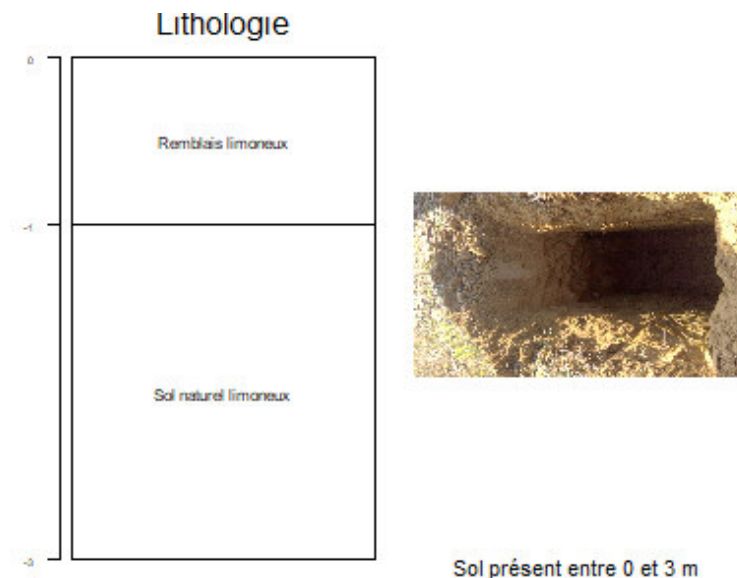 Lithologie
0
Remblais limoneux
-1
Sol naturel limoneux
-3
Sol présent entre 0 et 3 m